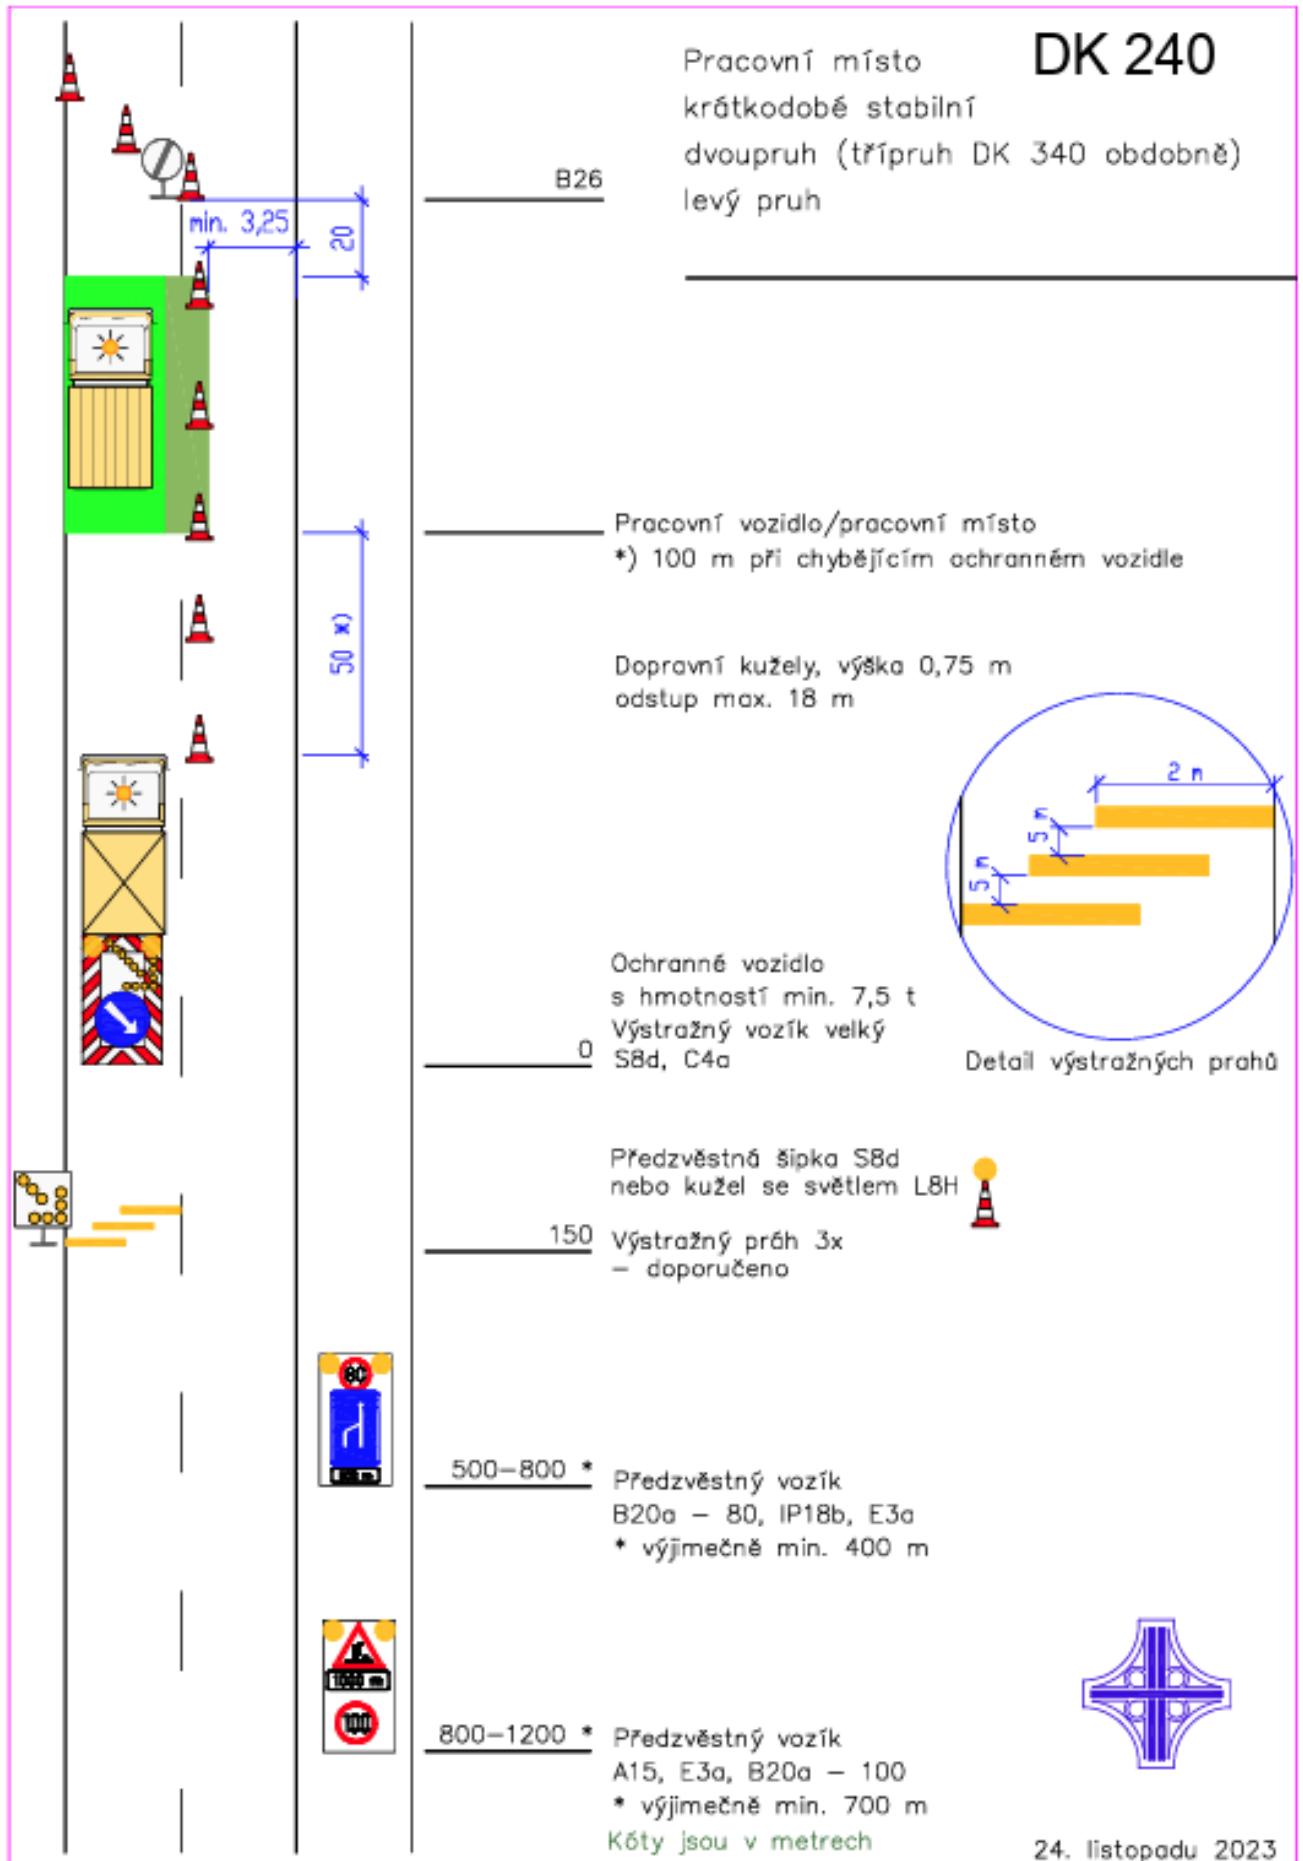 DK 240
Pracovní místo
krátkodobé stabilní
dvoupruh (třípruh DK 340 obdobně)
levý pruh
B26
min. 3,25
20
Pracovní vozidlo/pracovní místo
*) 100 m při chybějícím ochranném vozidle
50 *)
Dopravní kužely, výška 0,75 m
odstup max. 18 m
2 m
5 m
5 m
Detail výstražných prahů
Ochranné vozidlo
s hmotností min. 7,5 t
Výstražný vozík velký
0
S8d, C4a
Předzvěstná šipka S8d
nebo kužel se světlem L8H
150
Výstražný práh 3x
– doporučeno
80
500–800 *
Předzvěstný vozík
B20a – 80, IP18b, E3a
* výjimečně min. 400 m
1000 m
100
800–1200 *
Předzvěstný vozík
A15, E3a, B20a – 100
* výjimečně min. 700 m
Kóty jsou v metrech
24. listopadu 2023